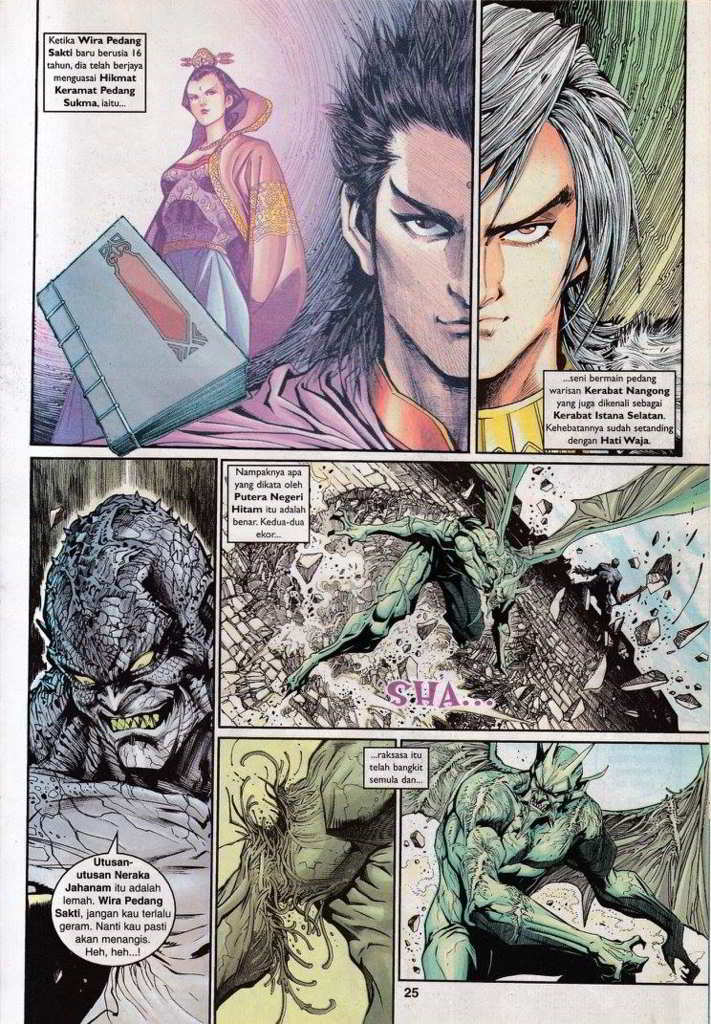 Ketika Wira Pedang
Sakti baru berusia 16
tahun, dia telah berjaya
menguasai Hikmat
Keramat Pedang
Sukma, iaitu...
...seni bermain pedang
warisan Kerabat Nangong
yang juga dikenali sebagai
Kerabat Istana Selatan.
Kehebatannya sudah setanding
dengan Hati Waja.
Utusan-
utusan Neraka
Jahanam itu adalah
lemah. Wira Pedang
Sakti, jangan kau terlalu
geram. Nanti kau pasti
akan menangis.
Heh, heh...!
Nampaknya apa
yang dikata oleh
Putera Negeri
Hitam itu adalah
benar. Kedua-dua
ekor...
SHA...
...raksasa itu
telah bangkit
semula dan...
25